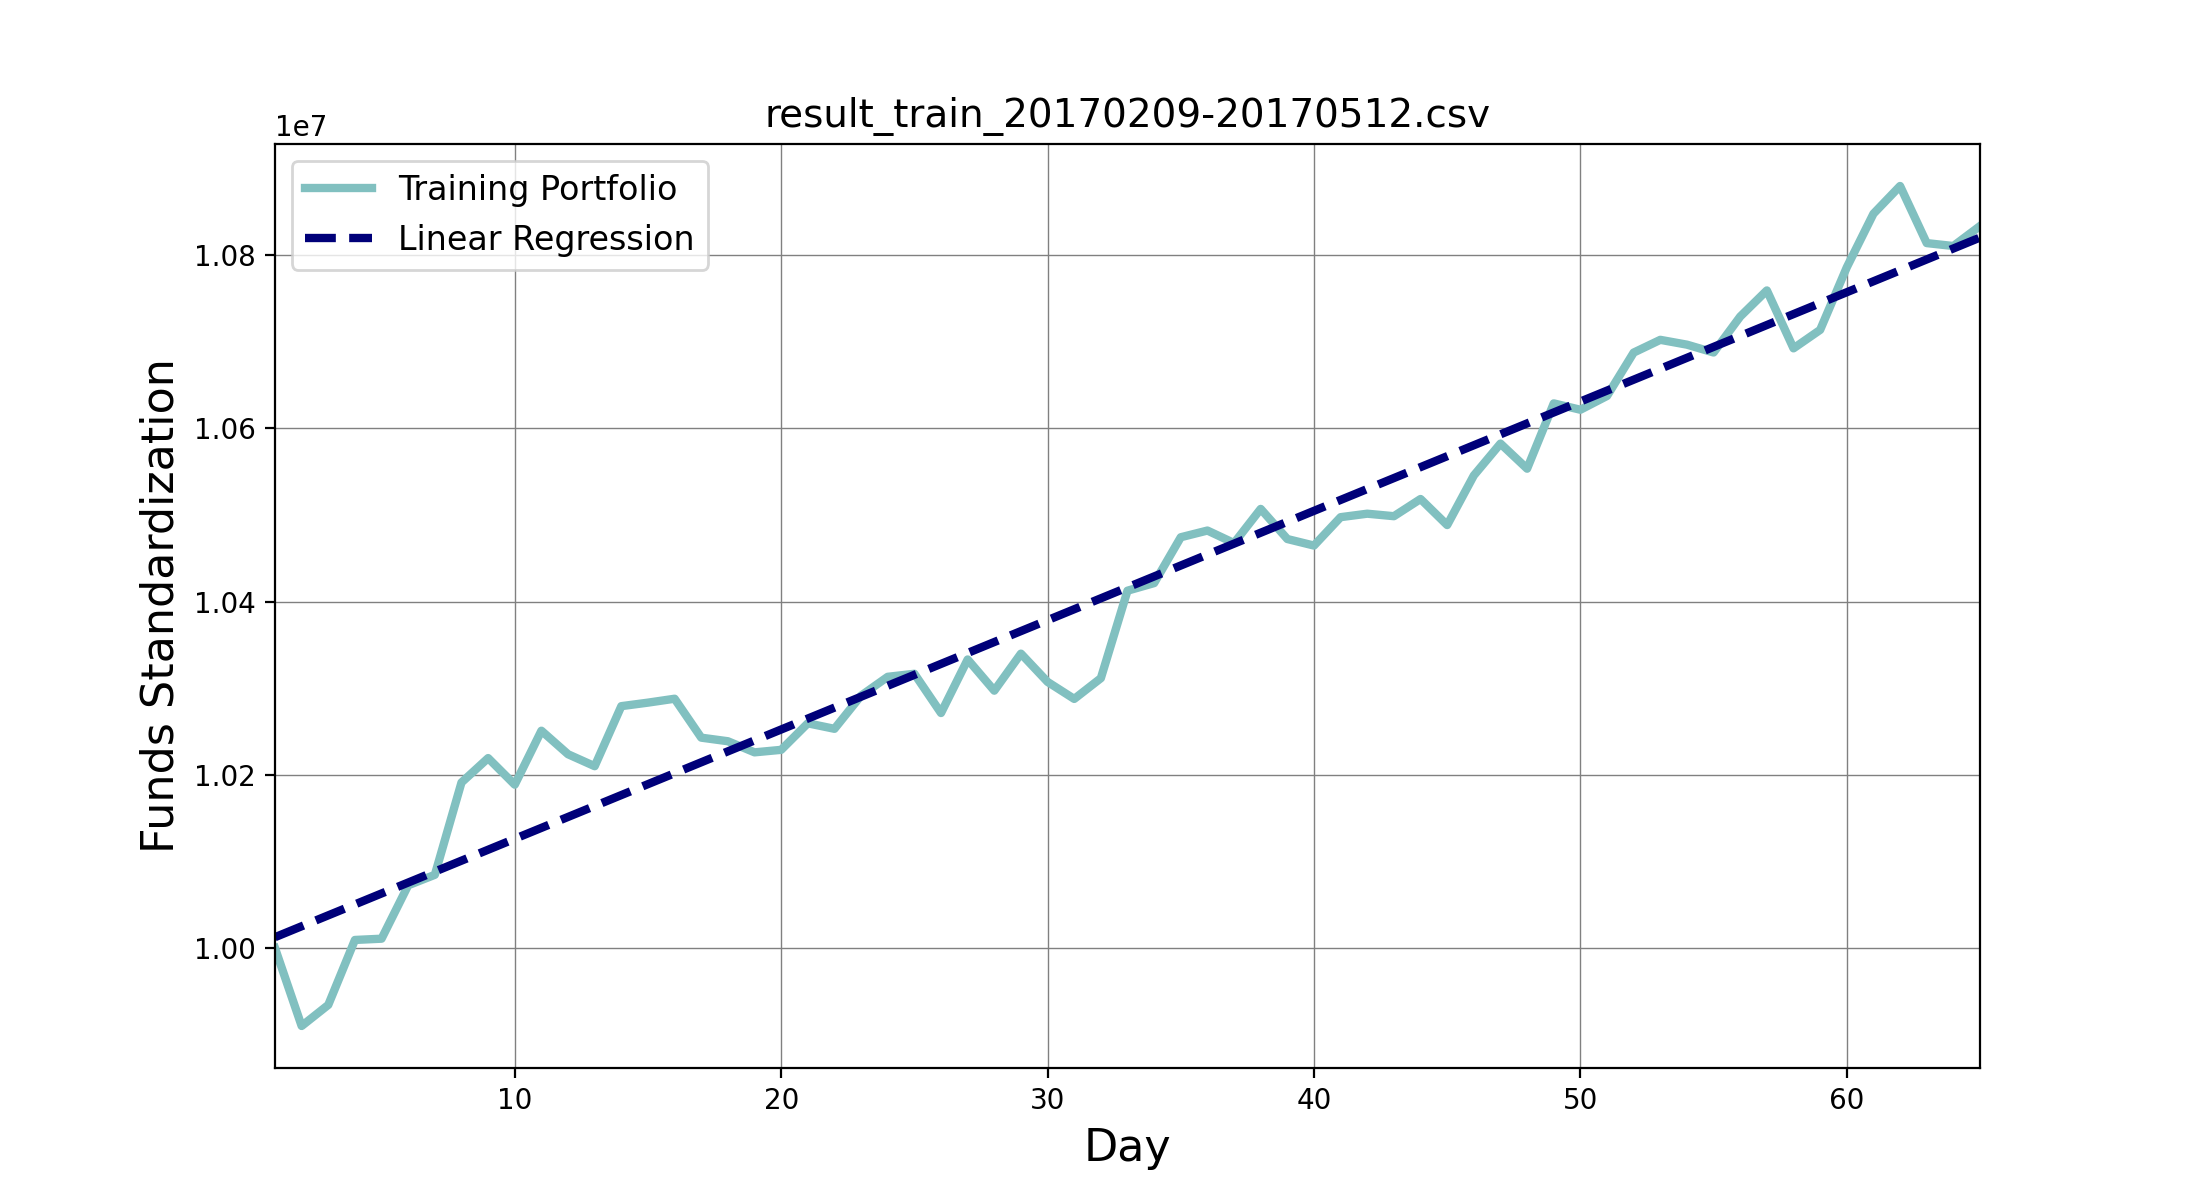 result_train_20170209-20170512.csv
1e7
Training Portfolio
Linear Regression
1.08
1.06
1.04
1.02
1.00
Funds Standardization
10 20 30 40 50 60
Day